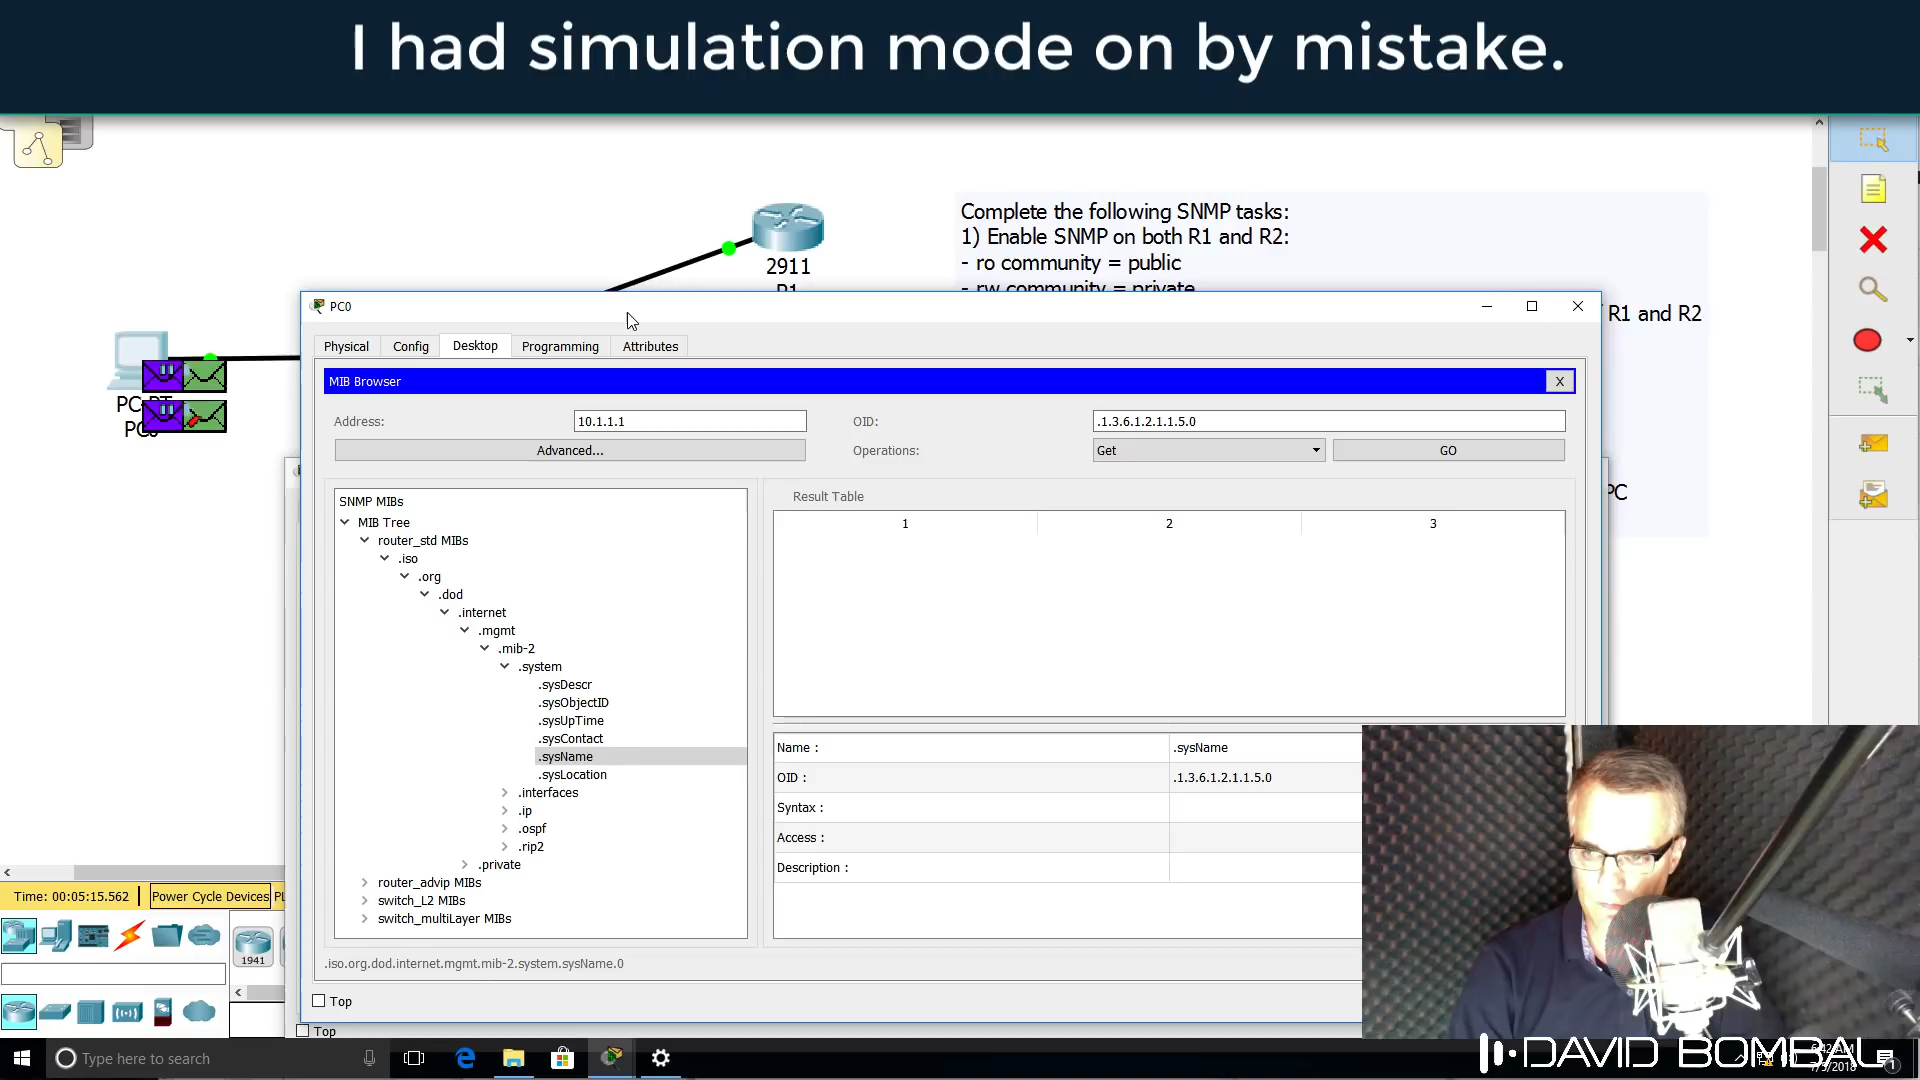 I had simulation mode on by mistake.
2911
Complete the following SNMP tasks:
1) Enable SNMP on both R1 and R2:
- ro community = public
- rw community = private
R1 and R2
PC
PC0
Physical
Config
Desktop
Programming
Attributes
MIB Browser
X
Address:
10.1.1.1
OID:
.1.3.6.1.2.1.1.5.0
Advanced...
Operations:
Get
GO
SNMP MIBs
MIB Tree
router_std MIBs
.iso
.org
.dod
.internet
.mgmt
.mib-2
.system
.sysDescr
.sysObjectID
.sysUpTime
.sysContact
.sysName
.sysLocation
.interfaces
.ip
.ospf
.rip2
.private
router_advip MIBs
switch_L2 MIBs
switch_multiLayer MIBs
Result Table
1 2 3
Name : .sysName
OID : .1.3.6.1.2.1.1.5.0
Syntax :
Access :
Description :
.iso.org.dod.internet.mgmt.mib-2.system.sysName.0
Top
Top
Time: 00:05:15.562
Power Cycle Devices
1941
Type here to search
DAVID BOMBAL